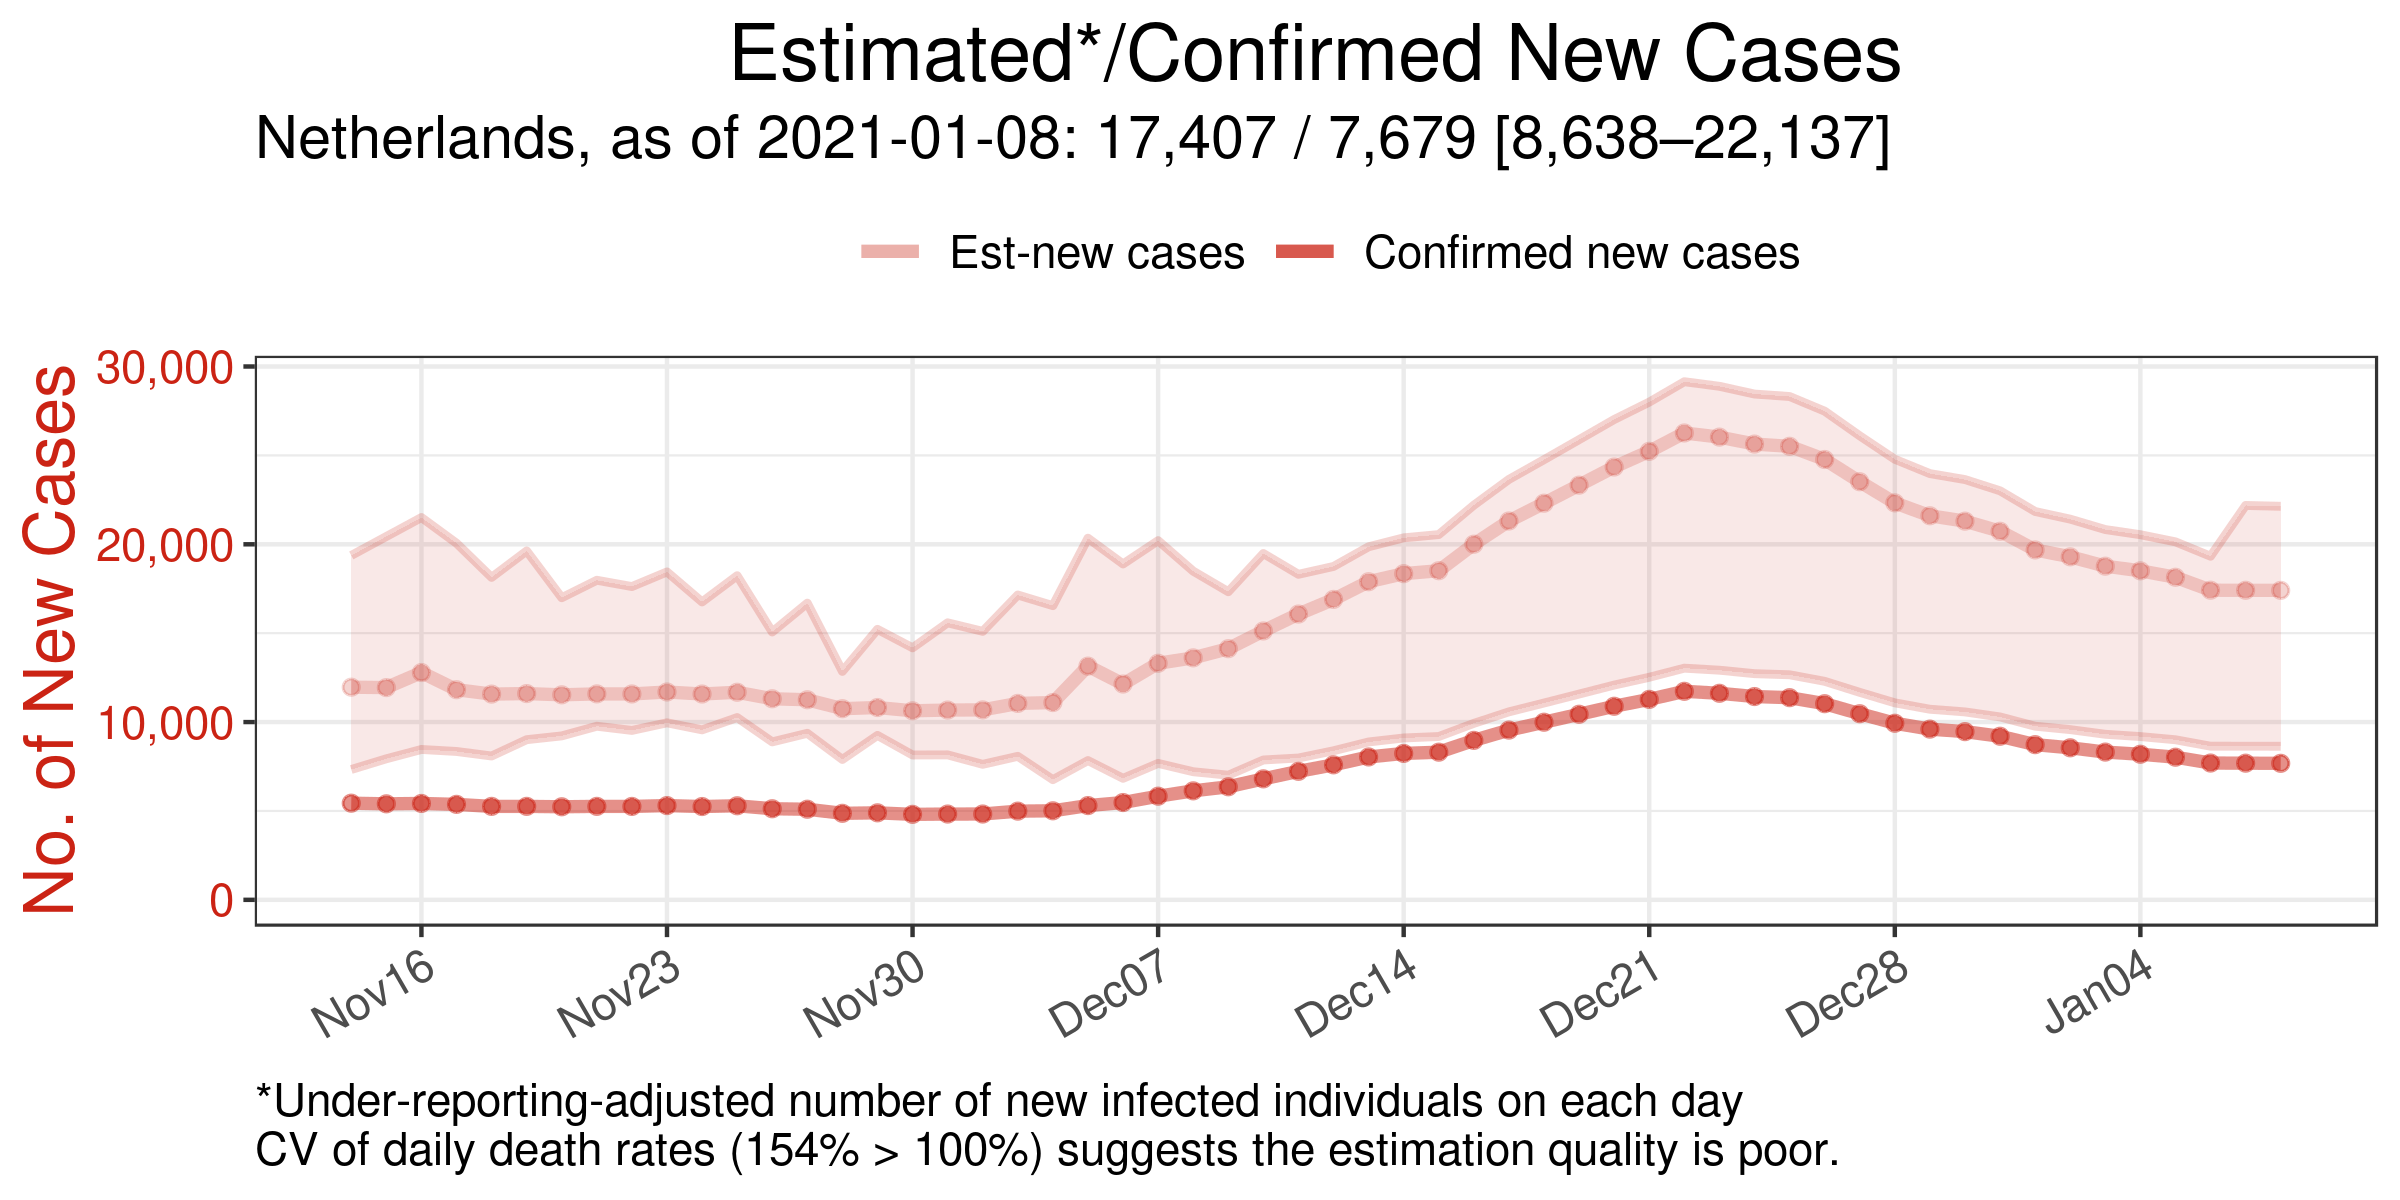 Estimated*/Confirmed New Cases
Netherlands, as of 2021-01-08: 17,407 / 7,679 [8,638–22,137]
Est-new cases
Confirmed new cases
No. of New Cases
30,000
20,000
10,000
0
Nov16
Nov23
Nov30
Dec07
Dec14
Dec21
Dec28
Jan04
*Under-reporting-adjusted number of new infected individuals on each day
CV of daily death rates (154% > 100%) suggests the estimation quality is poor.